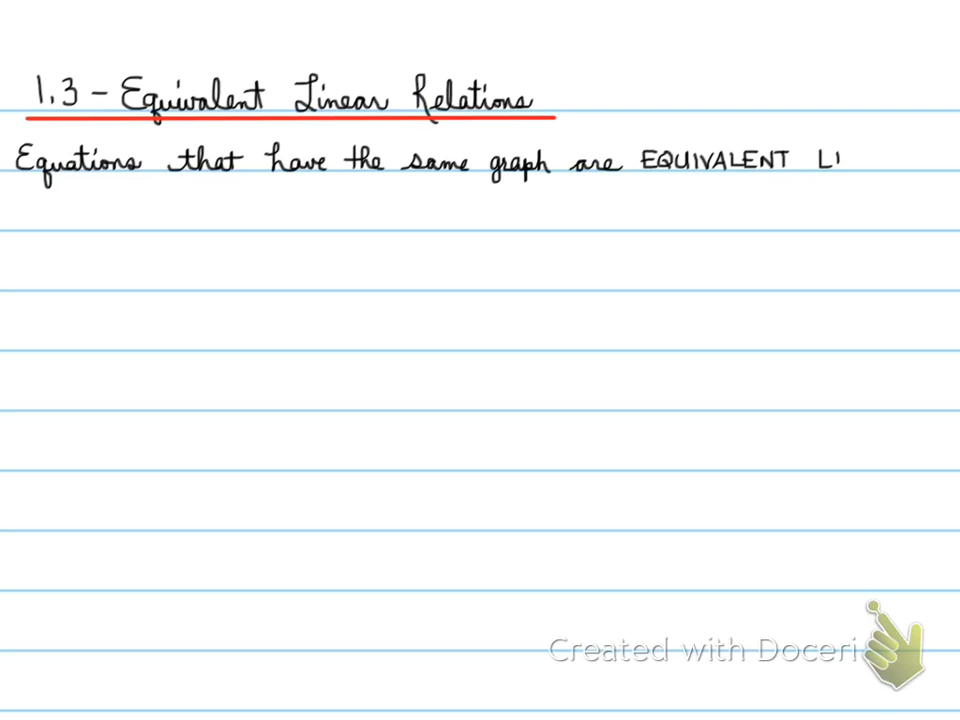 1.3 - Equivalent Linear Relations
Equations that have the same graph are EQUIVALENT LI
Created with Doceri